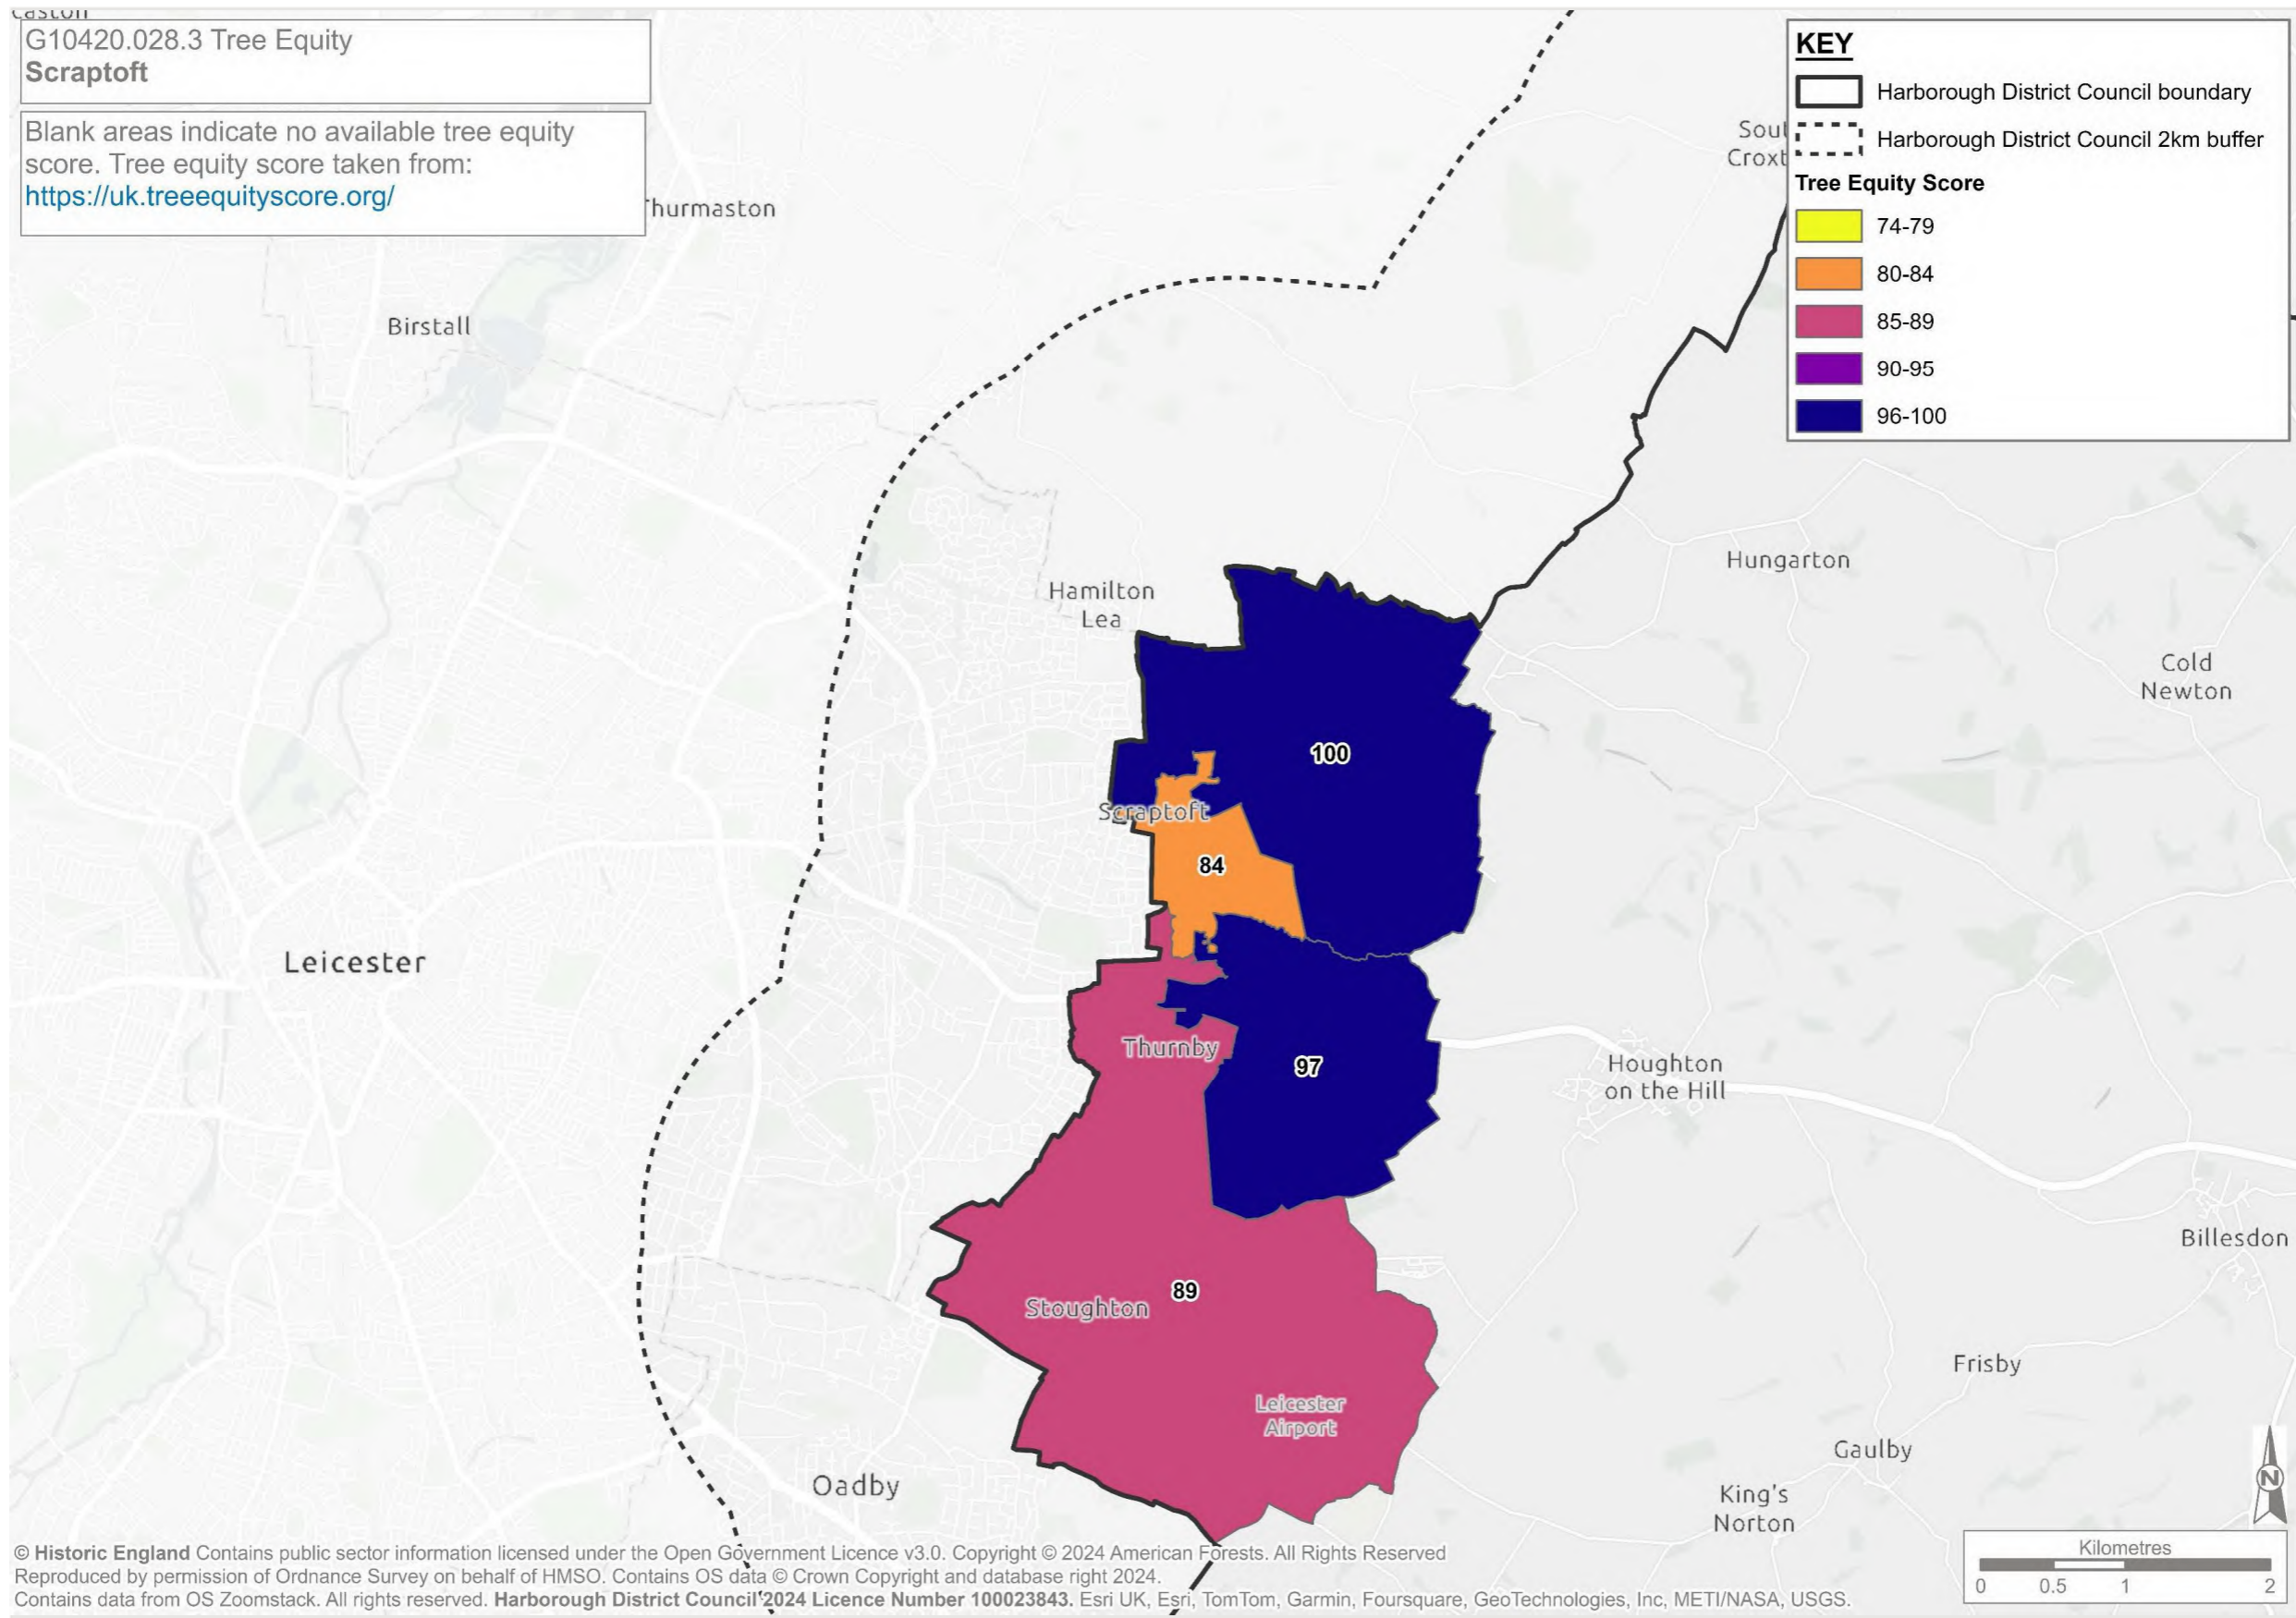 G10420.028.3 Tree Equity
Scraptoft
Blank areas indicate no available tree equity
score. Tree equity score taken from:
https://uk.treeequityscore.org/
KEY
Harborough District Council boundary
Harborough District Council 2km buffer
Tree Equity Score
74-79
80-84
85-89
90-95
96-100
Birstall
Hungarton
Hamilton
Lea
Cold
Newton
100
Scraptoft
84
Leicester
Thurnby
97
Houghton
on the Hill
Billesdon
89
Stoughton
Frisby
Leicester
Airport
Gaulby
Oadby
King's
Norton
N
Kilometres
0 0.5 1 2
© Historic England Contains public sector information licensed under the Open Government Licence v3.0. Copyright © 2024 American Forests. All Rights Reserved
Reproduced by permission of Ordnance Survey on behalf of HMSO. Contains OS data © Crown Copyright and database right 2024.
Contains data from OS Zoomstack. All rights reserved. Harborough District Council 2024 Licence Number 100023843. Esri UK, Esri, TomTom, Garmin, Foursquare, GeoTechnologies, Inc, METI/NASA, USGS.